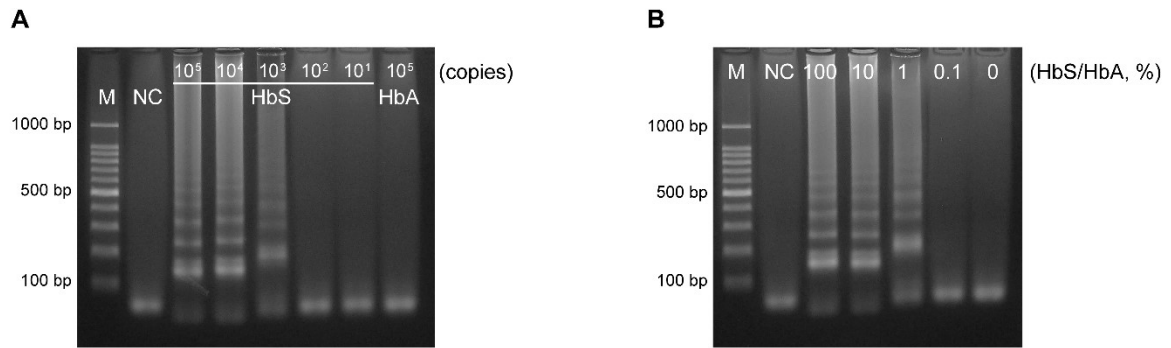 A
10⁵ 10⁴ 10³ 10² 10¹ 10⁵ (copies)
M NC HbS HbA
1000 bp
500 bp
100 bp
B
M NC 100 10 1 0.1 0 (HbS/HbA, %)
1000 bp
500 bp
100 bp